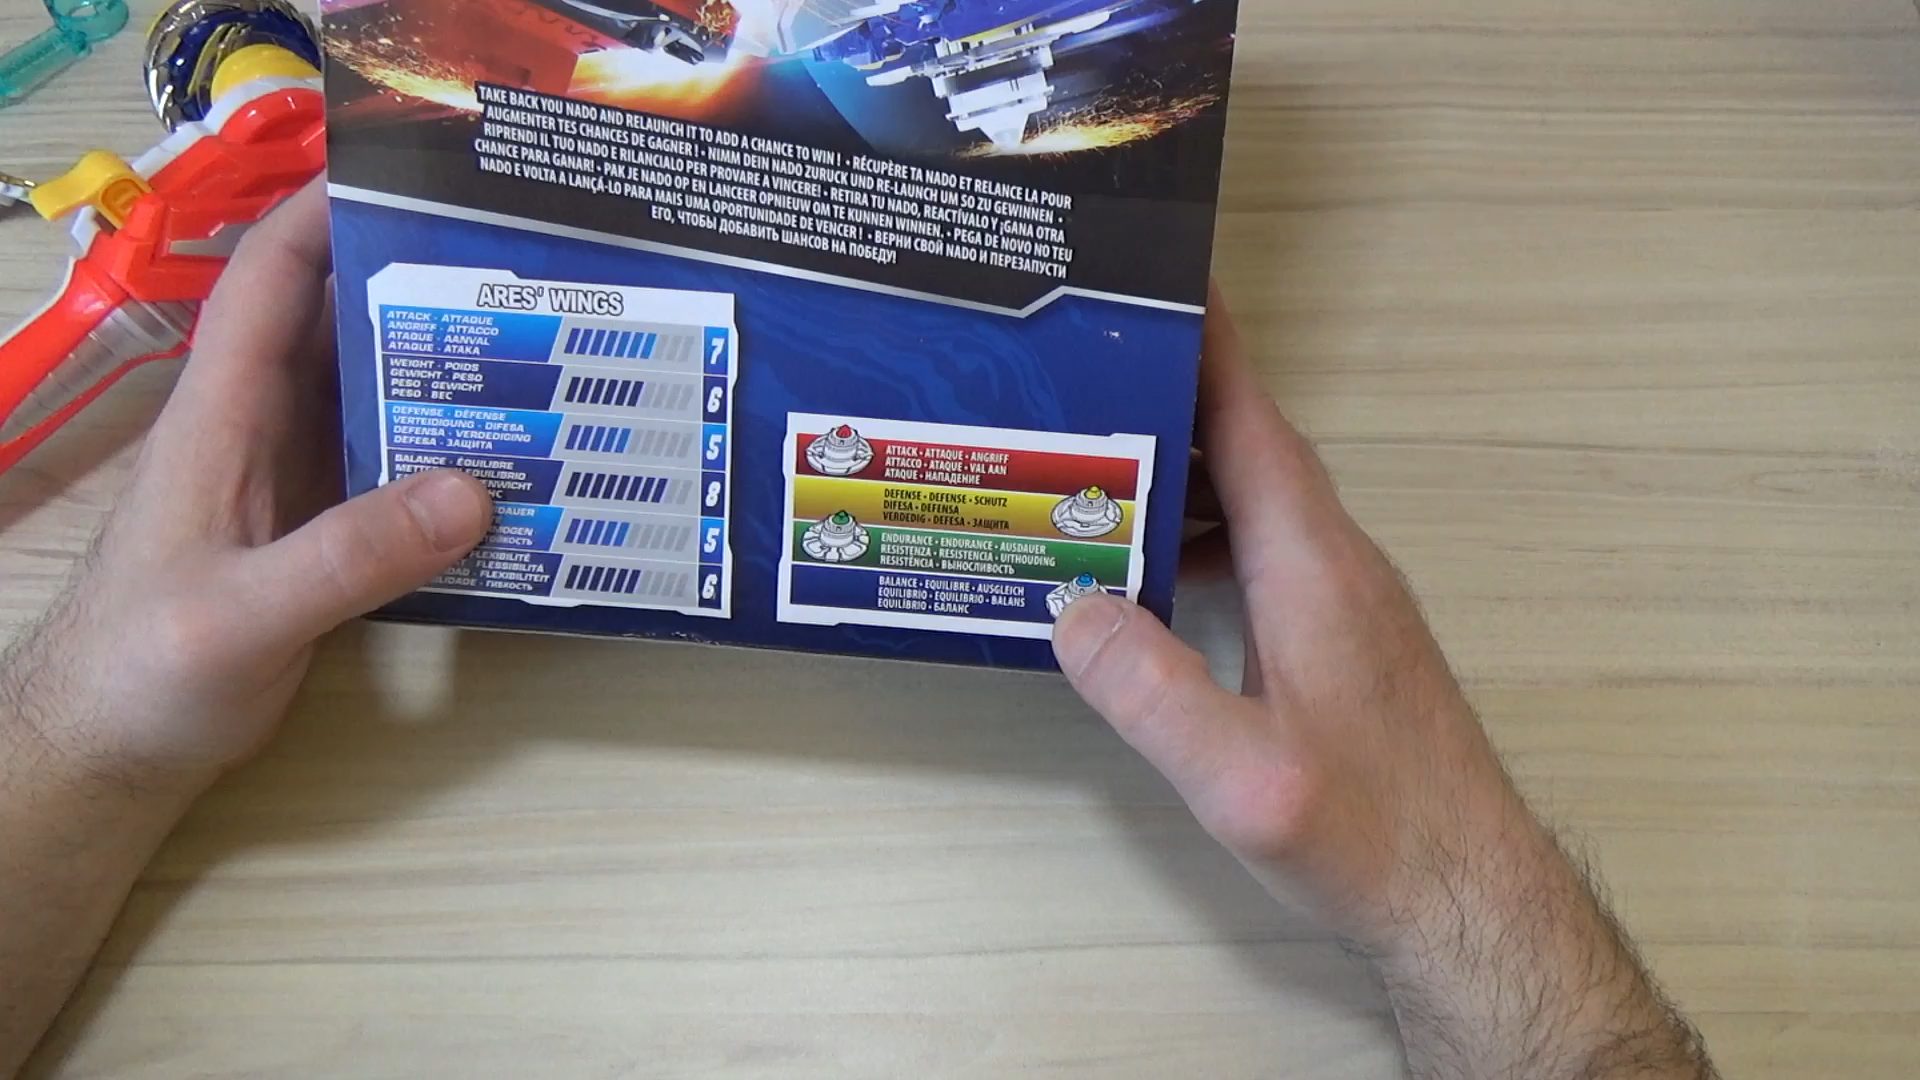 TAKE BACK YOU NADO AND RELAUNCH IT TO ADD A CHANCE TO WIN ! • RÉCUPÈRE TA NADO ET RELANCE LA POUR
AUGMENTER TES CHANCES DE GAGNER ! • NIMM DEIN NADO ZURUCK UND RE-LAUNCH UM SO ZU GEWINNEN •
RIPRENDI IL TUO NADO E RILANCIALO PER PROVARE A VINCERE! • RETIRA TU NADO, REACTÍVALO Y ¡GANA OTRA
CHANCE PARA GANAR! • PAK JE NADO OP EN LANCEER OPNIEUW OM TE KUNNEN WINNEN. • PEGA DE NOVO NO TEU
NADO E VOLTA A LANÇÁ-LO PARA MAIS UMA OPORTUNIDADE DE VENCER ! • ВЕРНИ СВОЙ NADO И ПЕРЕЗАПУСТИ
ЕГО, ЧТОБЫ ДОБАВИТЬ ШАНСОВ НА ПОБЕДУ!
ARES' WINGS
ATTACK - ATTAQUE
ANGRIFF - ATTACCO
ATAQUE - AANVAL
ATAQUE - ATAKA
7
WEIGHT - POIDS
GEWICHT - PESO
PESO - GEWICHT
PESO - ВЕС
6
DEFENSE - DÉFENSE
VERTEIDIGUNG - DIFESA
DEFENSA - VERDEDIGING
DEFESA - ЗАЩИТА
5
BALANCE - ÉQUILIBRE
EQUILIBRIO
8
5
FLEXIBILITÉ
FLESSIBILITÀ
FLEXIBILITEIT
ГИБКОСТЬ
6
ATTACK • ATTAQUE • ANGRIFF
ATTACCO • ATAQUE • VAL AAN
ATAQUE • НАПАДЕНИЕ
DEFENSE • DEFENSE • SCHUTZ
DIFESA • DEFENSA
VERDEDIG • DEFESA • ЗАЩИТА
ENDURANCE • ENDURANCE • AUSDAUER
RESISTENZA • RESISTENCIA • UITHOUDING
RESISTÊNCIA • ВЫНОСЛИВОСТЬ
BALANCE • EQUILIBRE • AUSGLEICH
EQUILIBRIO • EQUILIBRIO • BALANS
EQUILÍBRIO • БАЛАНС